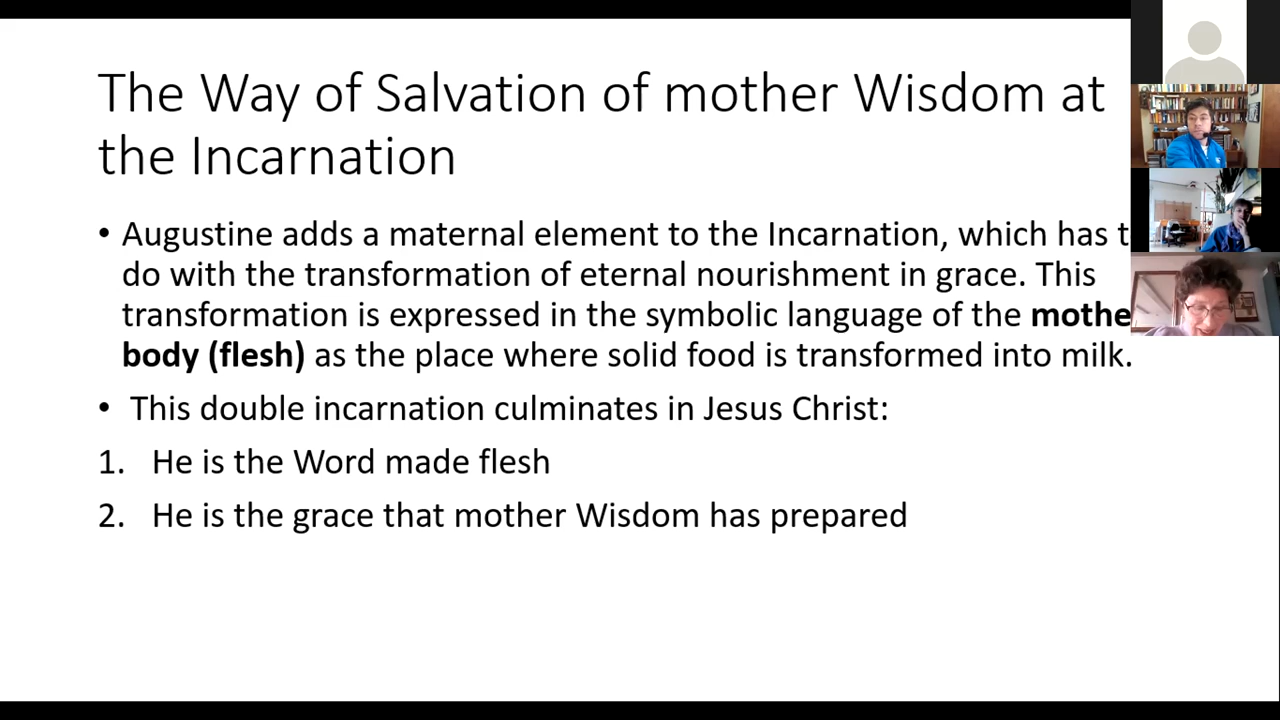 The Way of Salvation of mother Wisdom at
the Incarnation
• Augustine adds a maternal element to the Incarnation, which has t
do with the transformation of eternal nourishment in grace. This
transformation is expressed in the symbolic language of the mothe
body (flesh) as the place where solid food is transformed into milk.
• This double incarnation culminates in Jesus Christ:
1. He is the Word made flesh
2. He is the grace that mother Wisdom has prepared